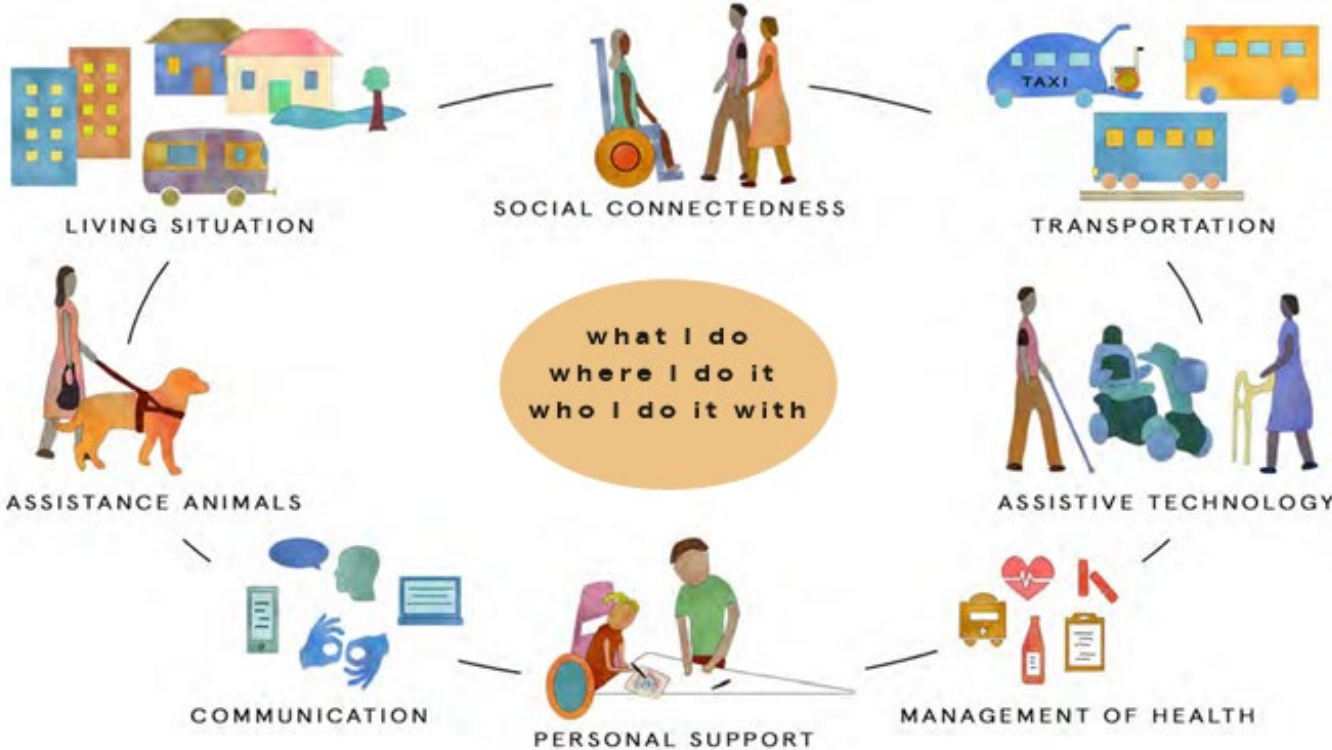 LIVING SITUATION
SOCIAL CONNECTEDNESS
TAXI
TRANSPORTATION
what I do
where I do it
who I do it with
ASSISTANCE ANIMALS
ASSISTIVE TECHNOLOGY
COMMUNICATION
PERSONAL SUPPORT
MANAGEMENT OF HEALTH